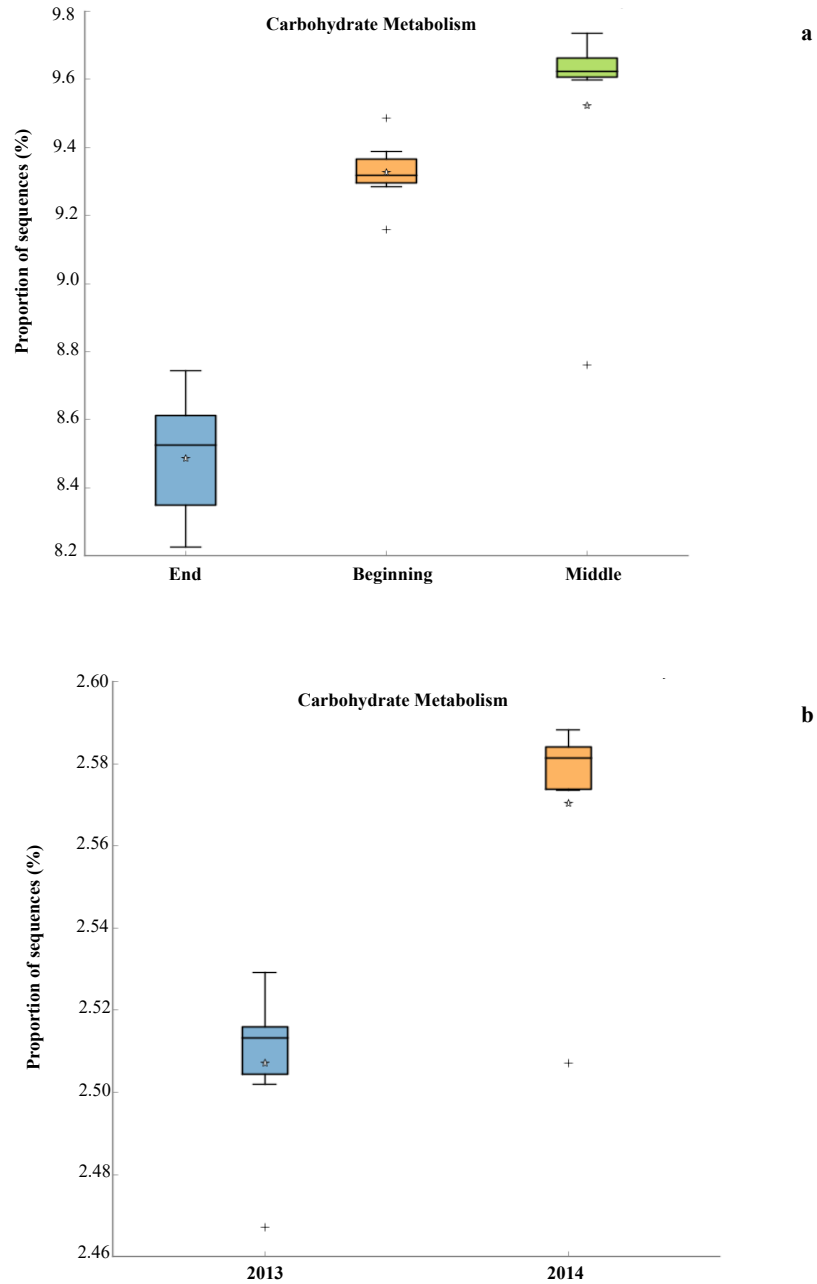 Carbohydrate Metabolism
a
Proportion of sequences (%)
9.8
9.6
9.4
9.2
9.0
8.8
8.6
8.4
8.2
End Beginning Middle
Carbohydrate Metabolism
b
Proportion of sequences (%)
2.60
2.58
2.56
2.54
2.52
2.50
2.48
2.46
2013 2014